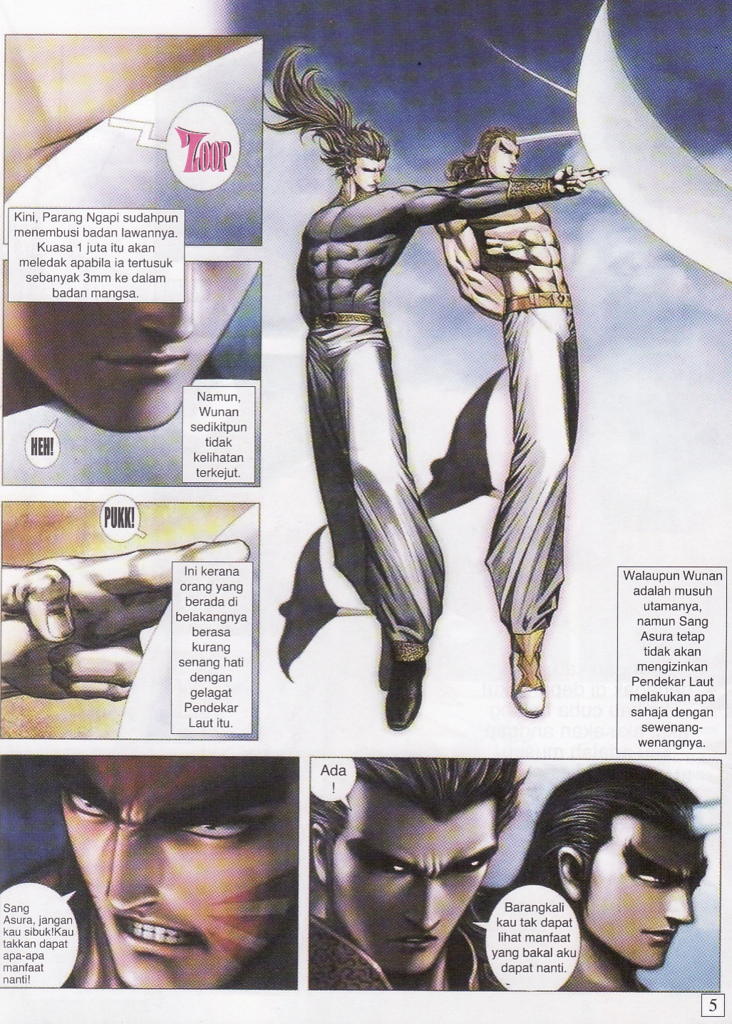 ZOOP
Kini, Parang Ngapi sudahpun
menembusi badan lawannya.
Kuasa 1 juta itu akan
meledak apabila ia tertusuk
sebanyak 3mm ke dalam
badan mangsa.
HEH!
Namun,
Wunan
sedikitpun
tidak
kelihatan
terkejut.
PUKK!
Ini kerana
orang yang
berada di
belakangnya
berasa
kurang
senang hati
dengan
gelagat
Pendekar
Laut itu.
Walaupun Wunan
adalah musuh
utamanya,
namun Sang
Asura tetap
tidak akan
mengizinkan
Pendekar Laut
melakukan apa
sahaja dengan
sewenang-
wenangnya.
Sang
Asura, jangan
kau sibuk!Kau
takkan dapat
apa-apa
manfaat
nanti!
Ada
!
Barangkali
kau tak dapat
lihat manfaat
yang bakal aku
dapat nanti.
5